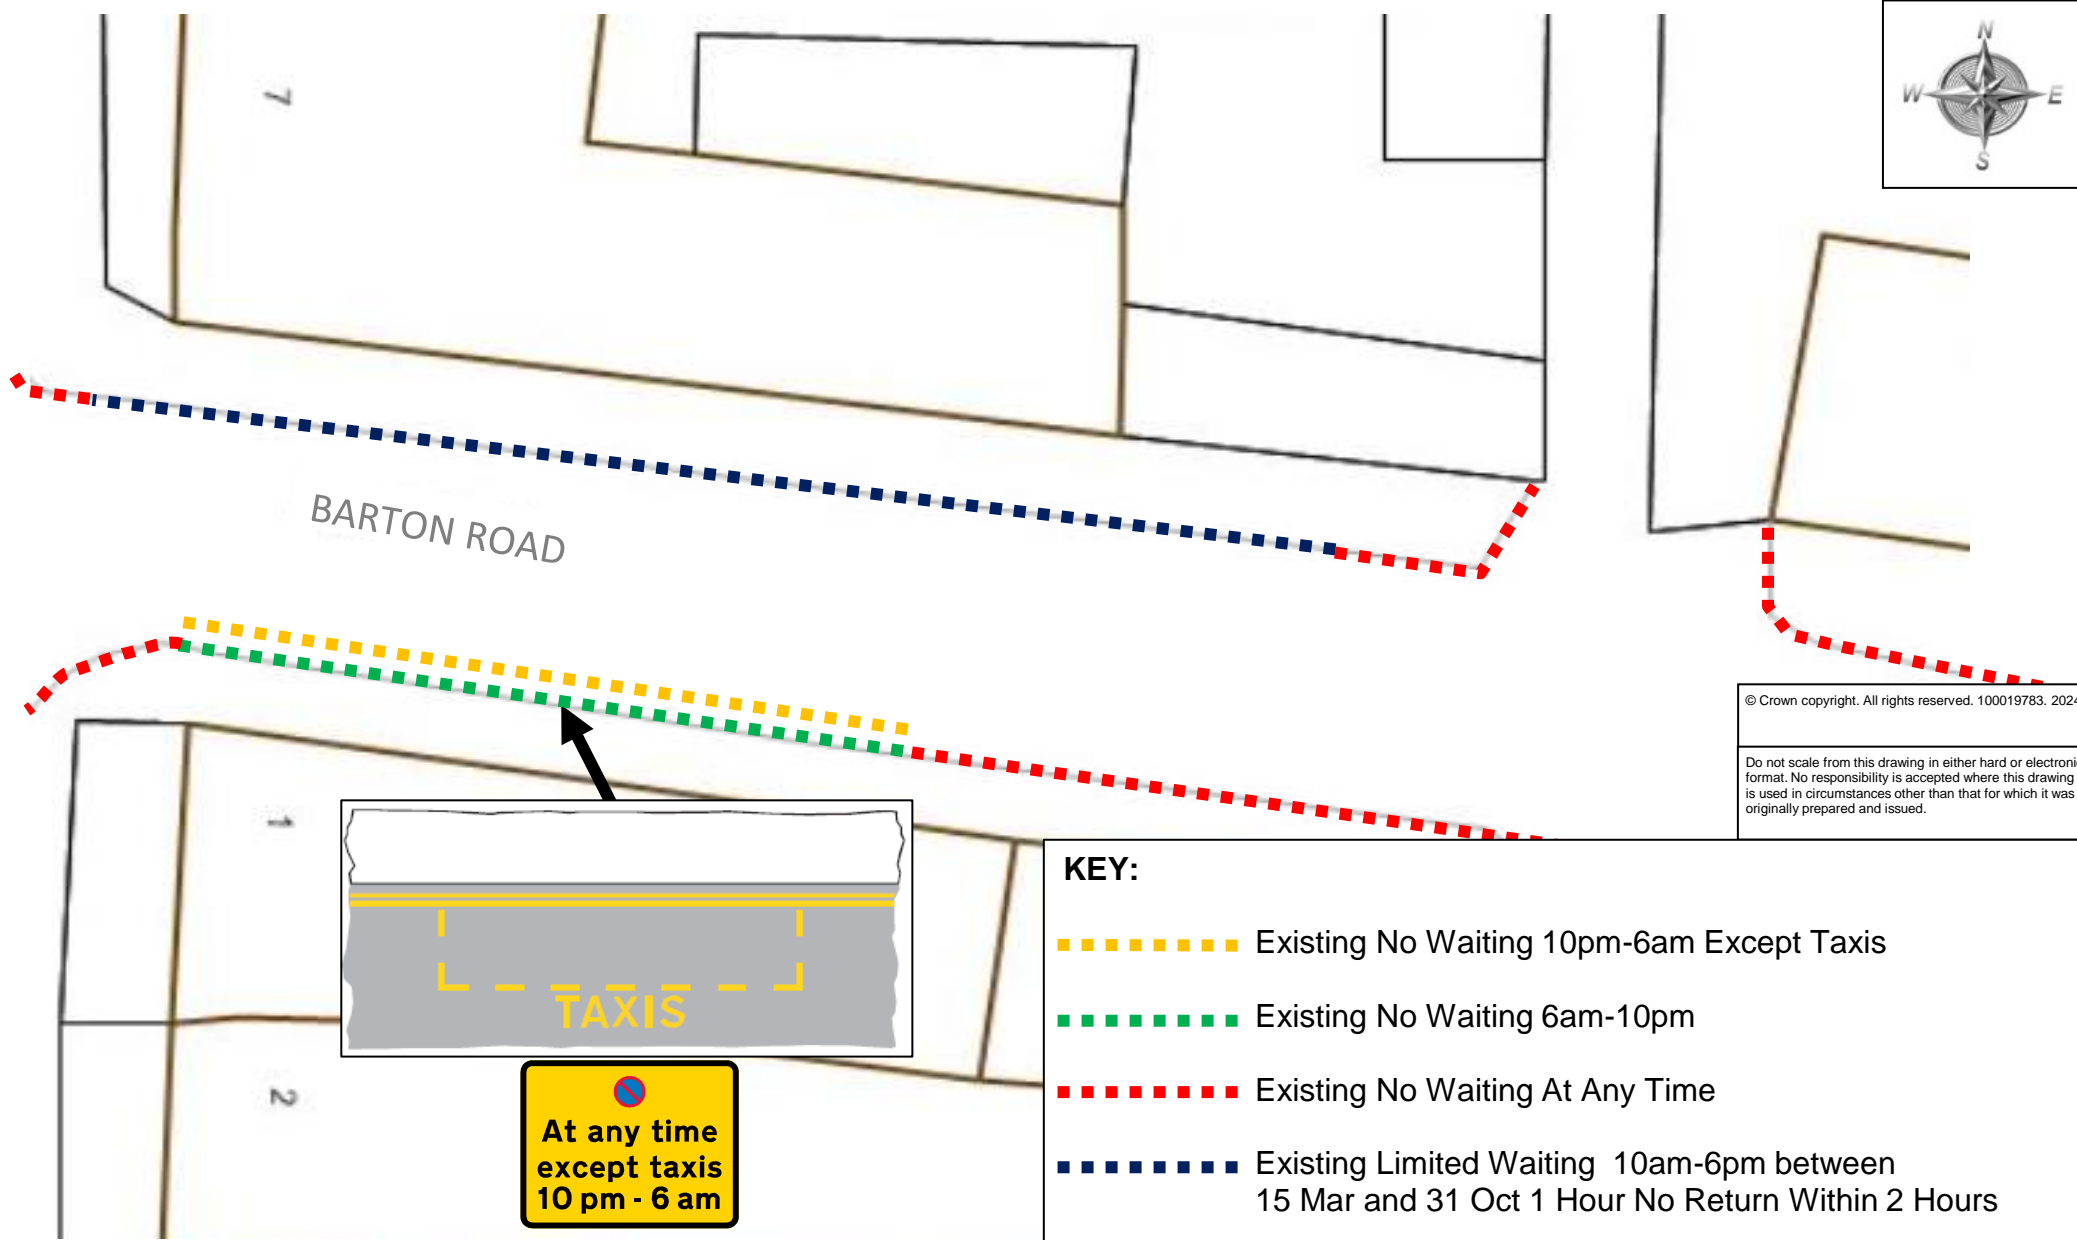 N
W E
S
7
BARTON ROAD
© Crown copyright. All rights reserved. 100019783. 2024
Do not scale from this drawing in either hard or electronic
format. No responsibility is accepted where this drawing
is used in circumstances other than that for which it was
originally prepared and issued.
1
TAXIS
2
At any time
except taxis
10 pm - 6 am
KEY:
Existing No Waiting 10pm-6am Except Taxis
Existing No Waiting 6am-10pm
Existing No Waiting At Any Time
Existing Limited Waiting 10am-6pm between
15 Mar and 31 Oct 1 Hour No Return Within 2 Hours